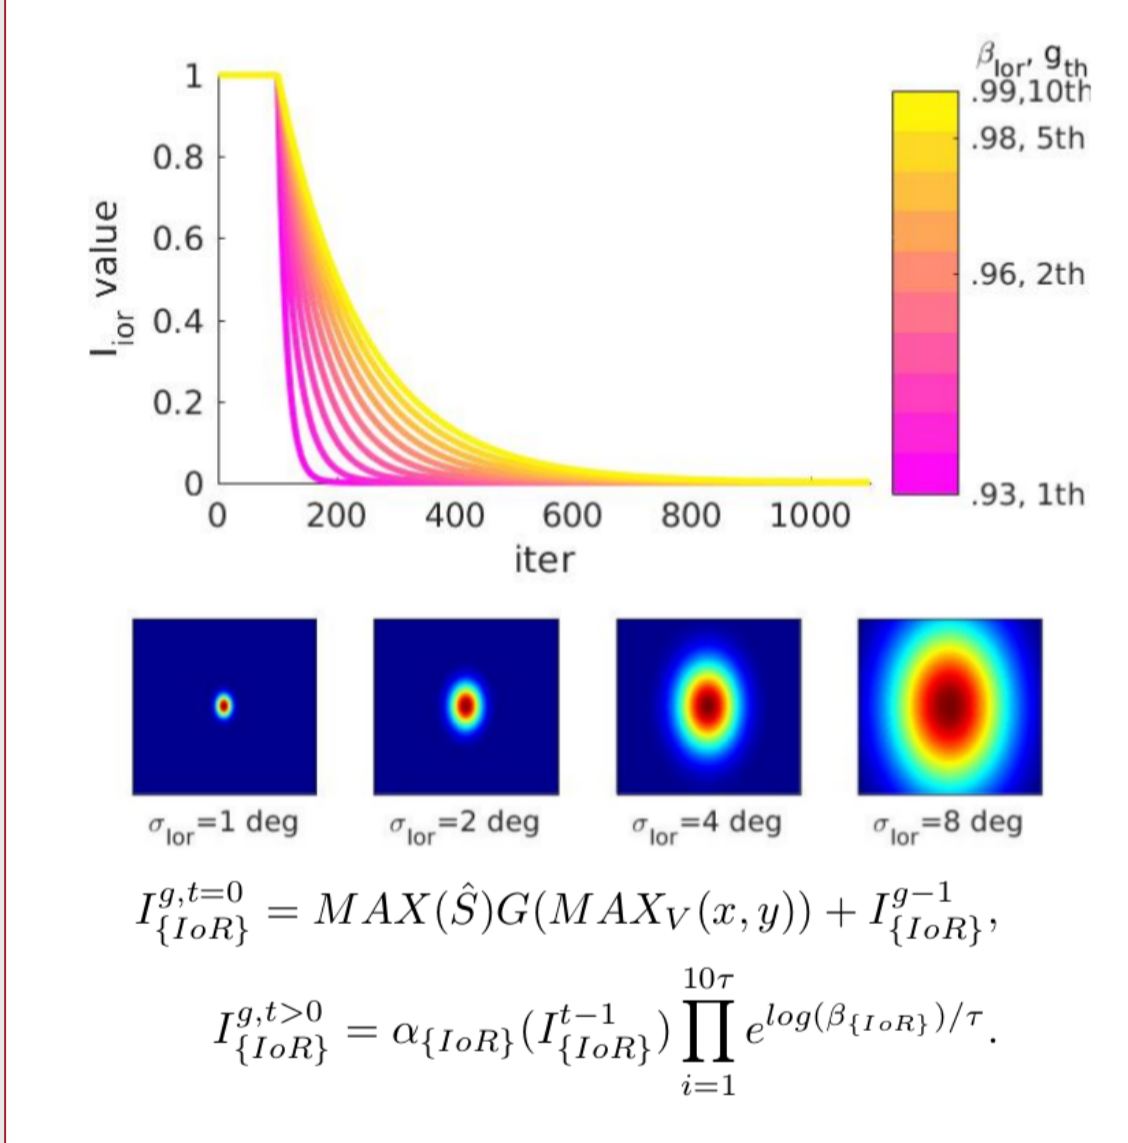 β_Ior, g_th
.99,10th
.98, 5th
.96, 2th
.93, 1th
1
0.8
0.6
0.4
0.2
0
I_ior value
0 200 400 600 800 1000
iter
σ_Ior=1 deg σ_Ior=2 deg σ_Ior=4 deg σ_Ior=8 deg
I^{g,t=0}_{\{IoR\}} = MAX(Ŝ)G(MAX_V(x, y)) + I^{g−1}_{\{IoR\}},
I^{g,t>0}_{\{IoR\}} = α_{\{IoR\}}(I^{t−1}_{\{IoR\}}) ∏_{i=1}^{10τ} e^{log(β_{\{IoR\}})/τ}.